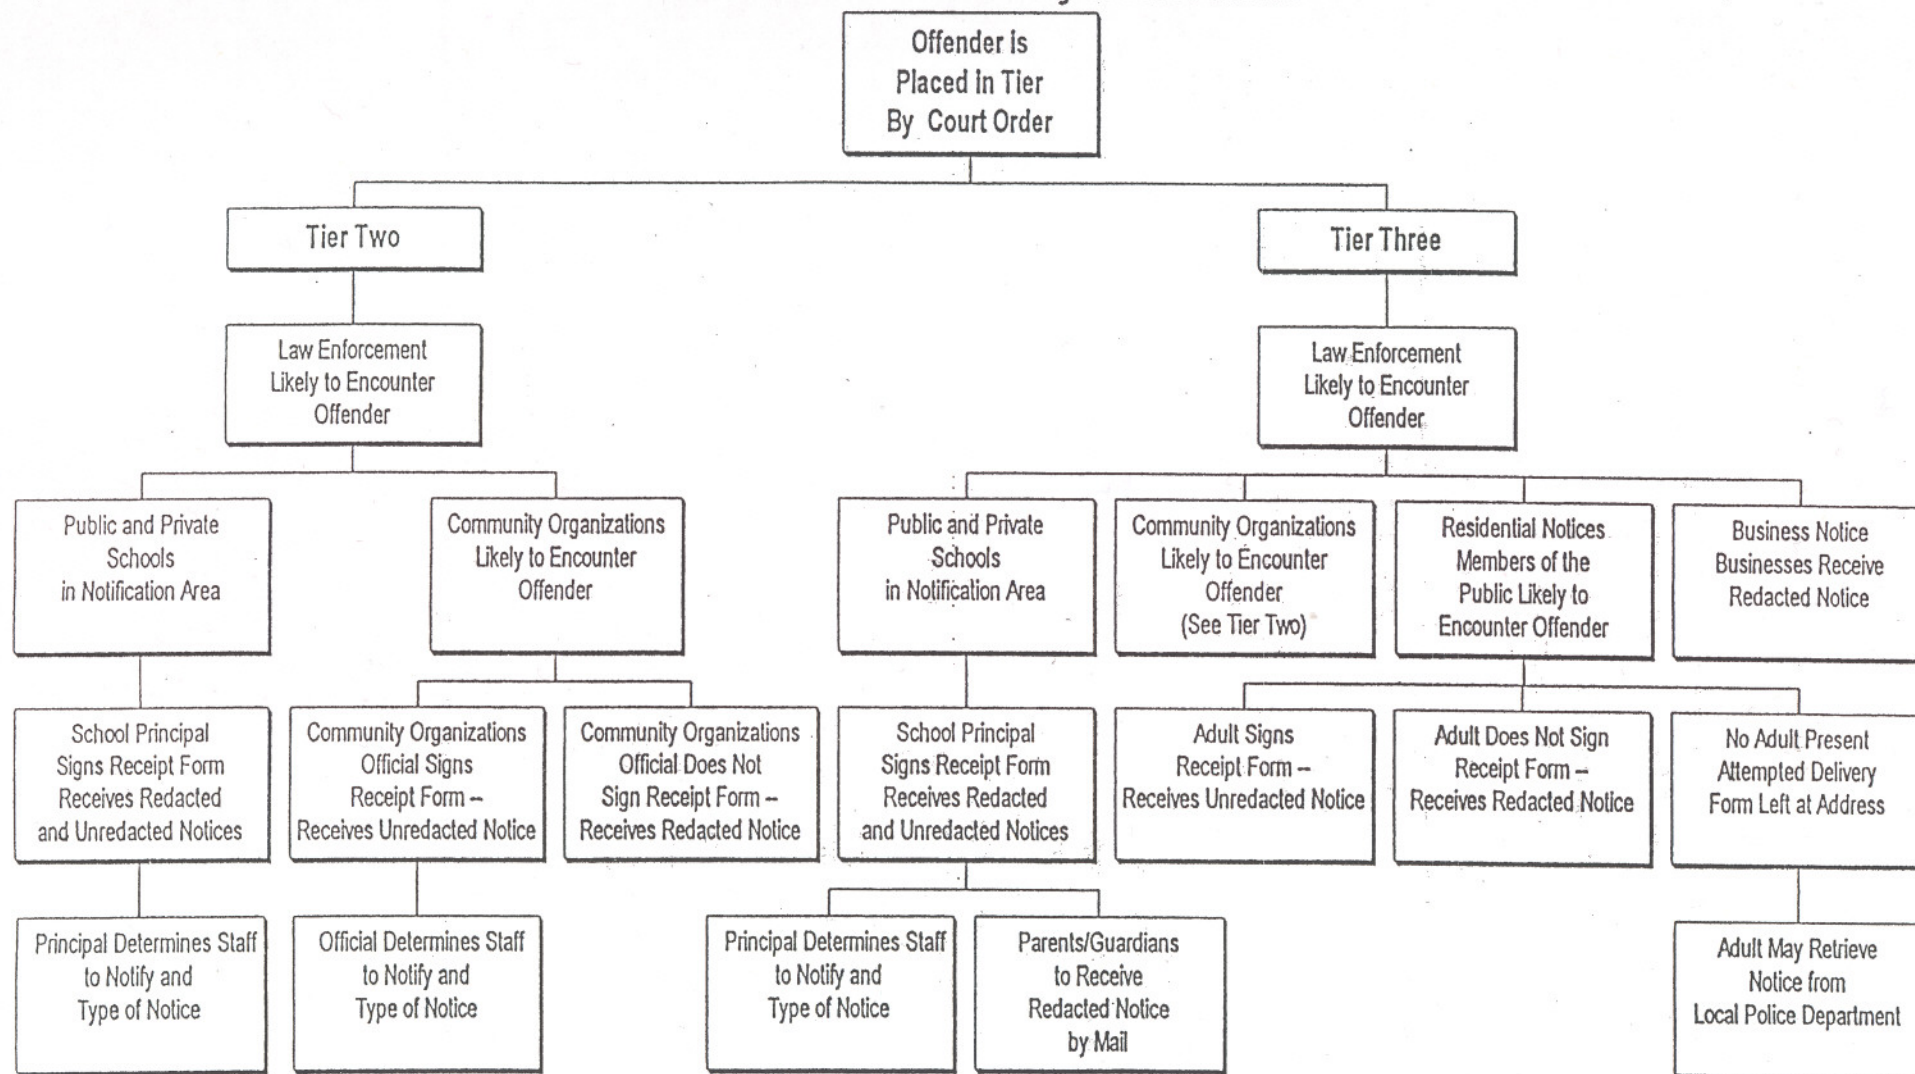 Offender is
Placed in Tier
By Court Order
Tier Two
Tier Three
Law Enforcement
Likely to Encounter
Offender
Law Enforcement
Likely to Encounter
Offender
Public and Private
Schools
in Notification Area
Community Organizations
Likely to Encounter
Offender
Public and Private
Schools
in Notification Area
Community Organizations
Likely to Encounter
Offender
(See Tier Two)
Residential Notices
Members of the
Public Likely to
Encounter Offender
Business Notice
Businesses Receive
Redacted Notice
School Principal
Signs Receipt Form
Receives Redacted
and Unredacted Notices
Community Organizations
Official Signs
Receipt Form –
Receives Unredacted Notice
Community Organizations
Official Does Not
Sign Receipt Form –
Receives Redacted Notice
School Principal
Signs Receipt Form
Receives Redacted
and Unredacted Notices
Adult Signs
Receipt Form –
Receives Unredacted Notice
Adult Does Not Sign
Receipt Form –
Receives Redacted Notice
No Adult Present
Attempted Delivery
Form Left at Address
Principal Determines Staff
to Notify and
Type of Notice
Official Determines Staff
to Notify and
Type of Notice
Principal Determines Staff
to Notify and
Type of Notice
Parents/Guardians
to Receive
Redacted Notice
by Mail
Adult May Retrieve
Notice from
Local Police Department